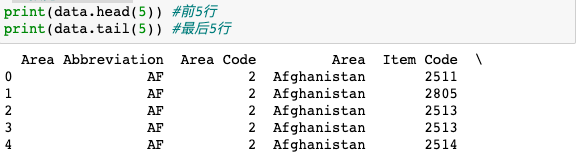 print(data.head(5)) #前5行
print(data.tail(5)) #最后5行
  Area Abbreviation  Area Code         Area  Item Code  \
0                AF          2  Afghanistan       2511
1                AF          2  Afghanistan       2805
2                AF          2  Afghanistan       2513
3                AF          2  Afghanistan       2513
4                AF          2  Afghanistan       2514